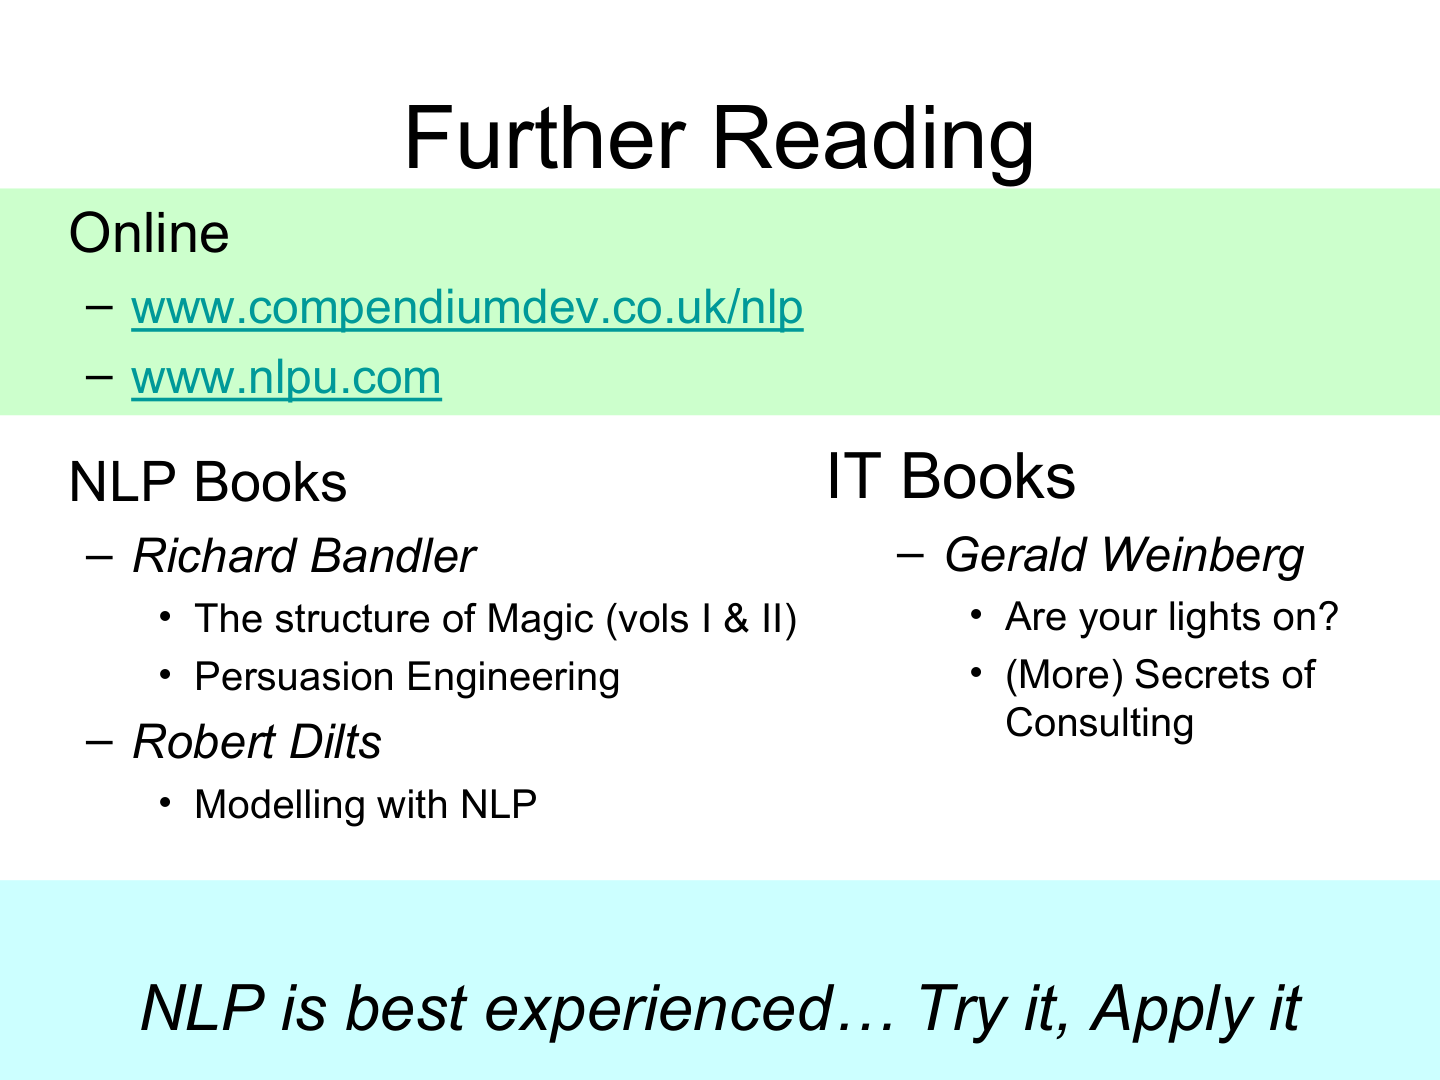 Further Reading
Online
– www.compendiumdev.co.uk/nlp
– www.nlpu.com
NLP Books
– Richard Bandler
• The structure of Magic (vols I & II)
• Persuasion Engineering
– Robert Dilts
• Modelling with NLP
IT Books
– Gerald Weinberg
• Are your lights on?
• (More) Secrets of
Consulting
NLP is best experienced… Try it, Apply it